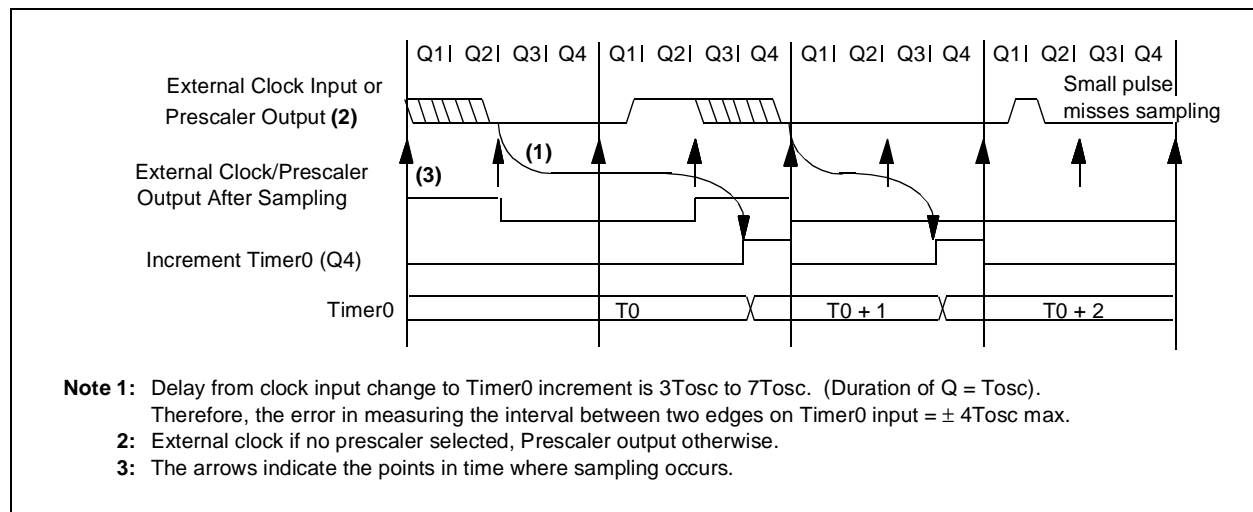 Q1| Q2| Q3| Q4 Q1| Q2| Q3| Q4 Q1| Q2| Q3| Q4 Q1| Q2| Q3| Q4
External Clock Input or
Prescaler Output (2)
Small pulse
misses sampling
(1)
(3)
External Clock/Prescaler
Output After Sampling
Increment Timer0 (Q4)
Timer0 T0 T0 + 1 T0 + 2
Note 1: Delay from clock input change to Timer0 increment is 3Tosc to 7Tosc. (Duration of Q = Tosc).
Therefore, the error in measuring the interval between two edges on Timer0 input = ± 4Tosc max.
2: External clock if no prescaler selected, Prescaler output otherwise.
3: The arrows indicate the points in time where sampling occurs.